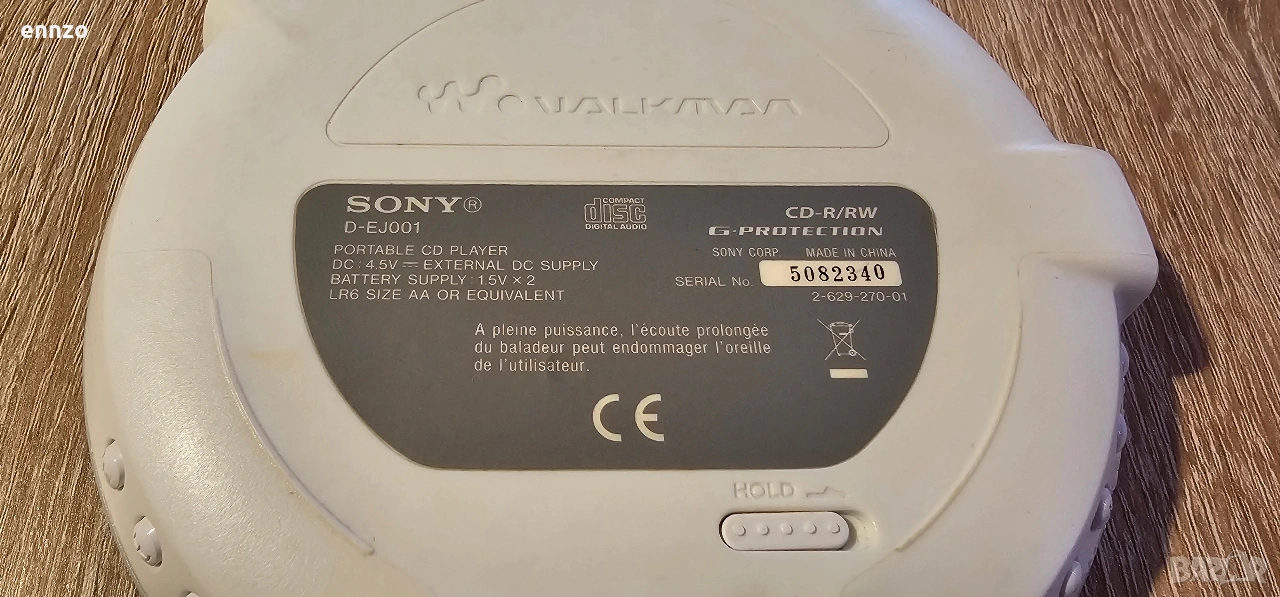 ennzo
WALKMAN
SONY®
D-EJ001
PORTABLE CD PLAYER
DC : 4.5V ⎓ EXTERNAL DC SUPPLY
BATTERY SUPPLY : 1.5V × 2
LR6 SIZE AA OR EQUIVALENT
COMPACT
disc
DIGITAL AUDIO
CD-R/RW
G-PROTECTION
SONY CORP. MADE IN CHINA
SERIAL No. 5082340
2-629-270-01
A pleine puissance, l'écoute prolongée
du baladeur peut endommager l'oreille
de l'utilisateur.
CE
HOLD